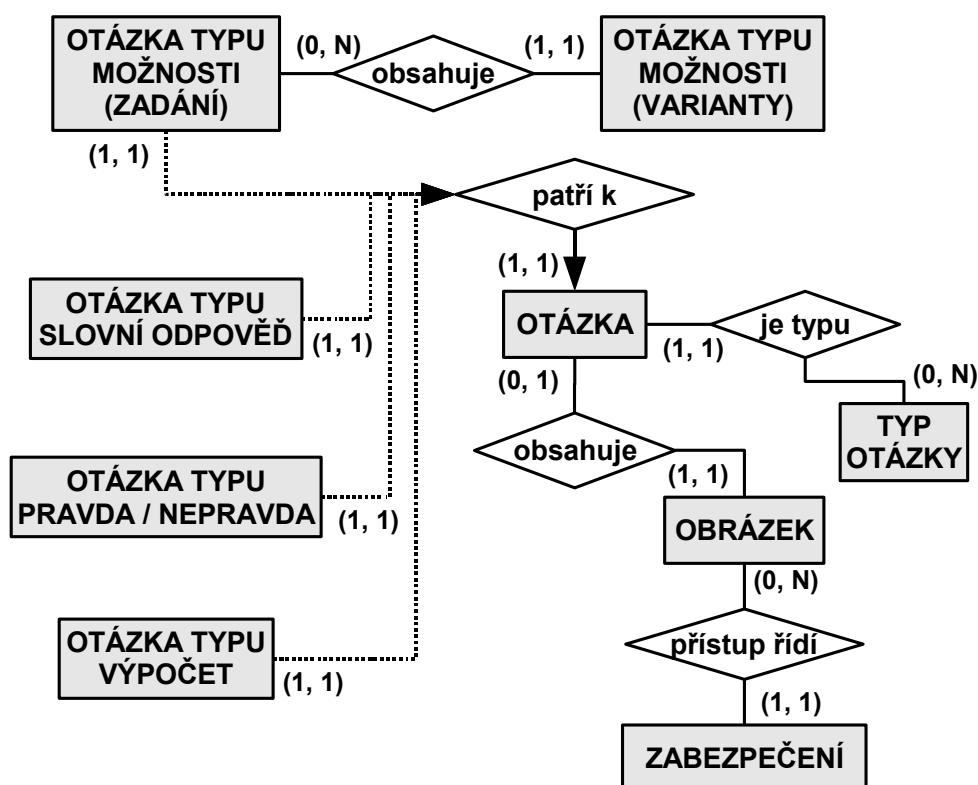 OTÁZKA TYPU
MOŽNOSTI
(ZADÁNÍ)
(0, N)
obsahuje
(1, 1)
OTÁZKA TYPU
MOŽNOSTI
(VARIANTY)
(1, 1)
patří k
(1, 1)
OTÁZKA TYPU
SLOVNÍ ODPOVĚĎ
(1, 1)
OTÁZKA
(1, 1)
je typu
(0, N)
TYP
OTÁZKY
(0, 1)
obsahuje
(1, 1)
OTÁZKA TYPU
PRAVDA / NEPRAVDA
(1, 1)
OBRÁZEK
(0, N)
přístup řídí
(1, 1)
ZABEZPEČENÍ
OTÁZKA TYPU
VÝPOČET
(1, 1)